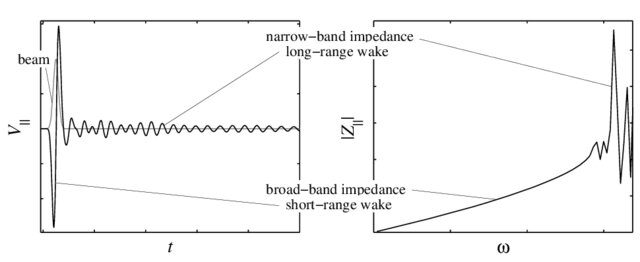 beam
narrow–band impedance
long–range wake
V||
|Z|||
broad–band impedance
short–range wake
t
ω